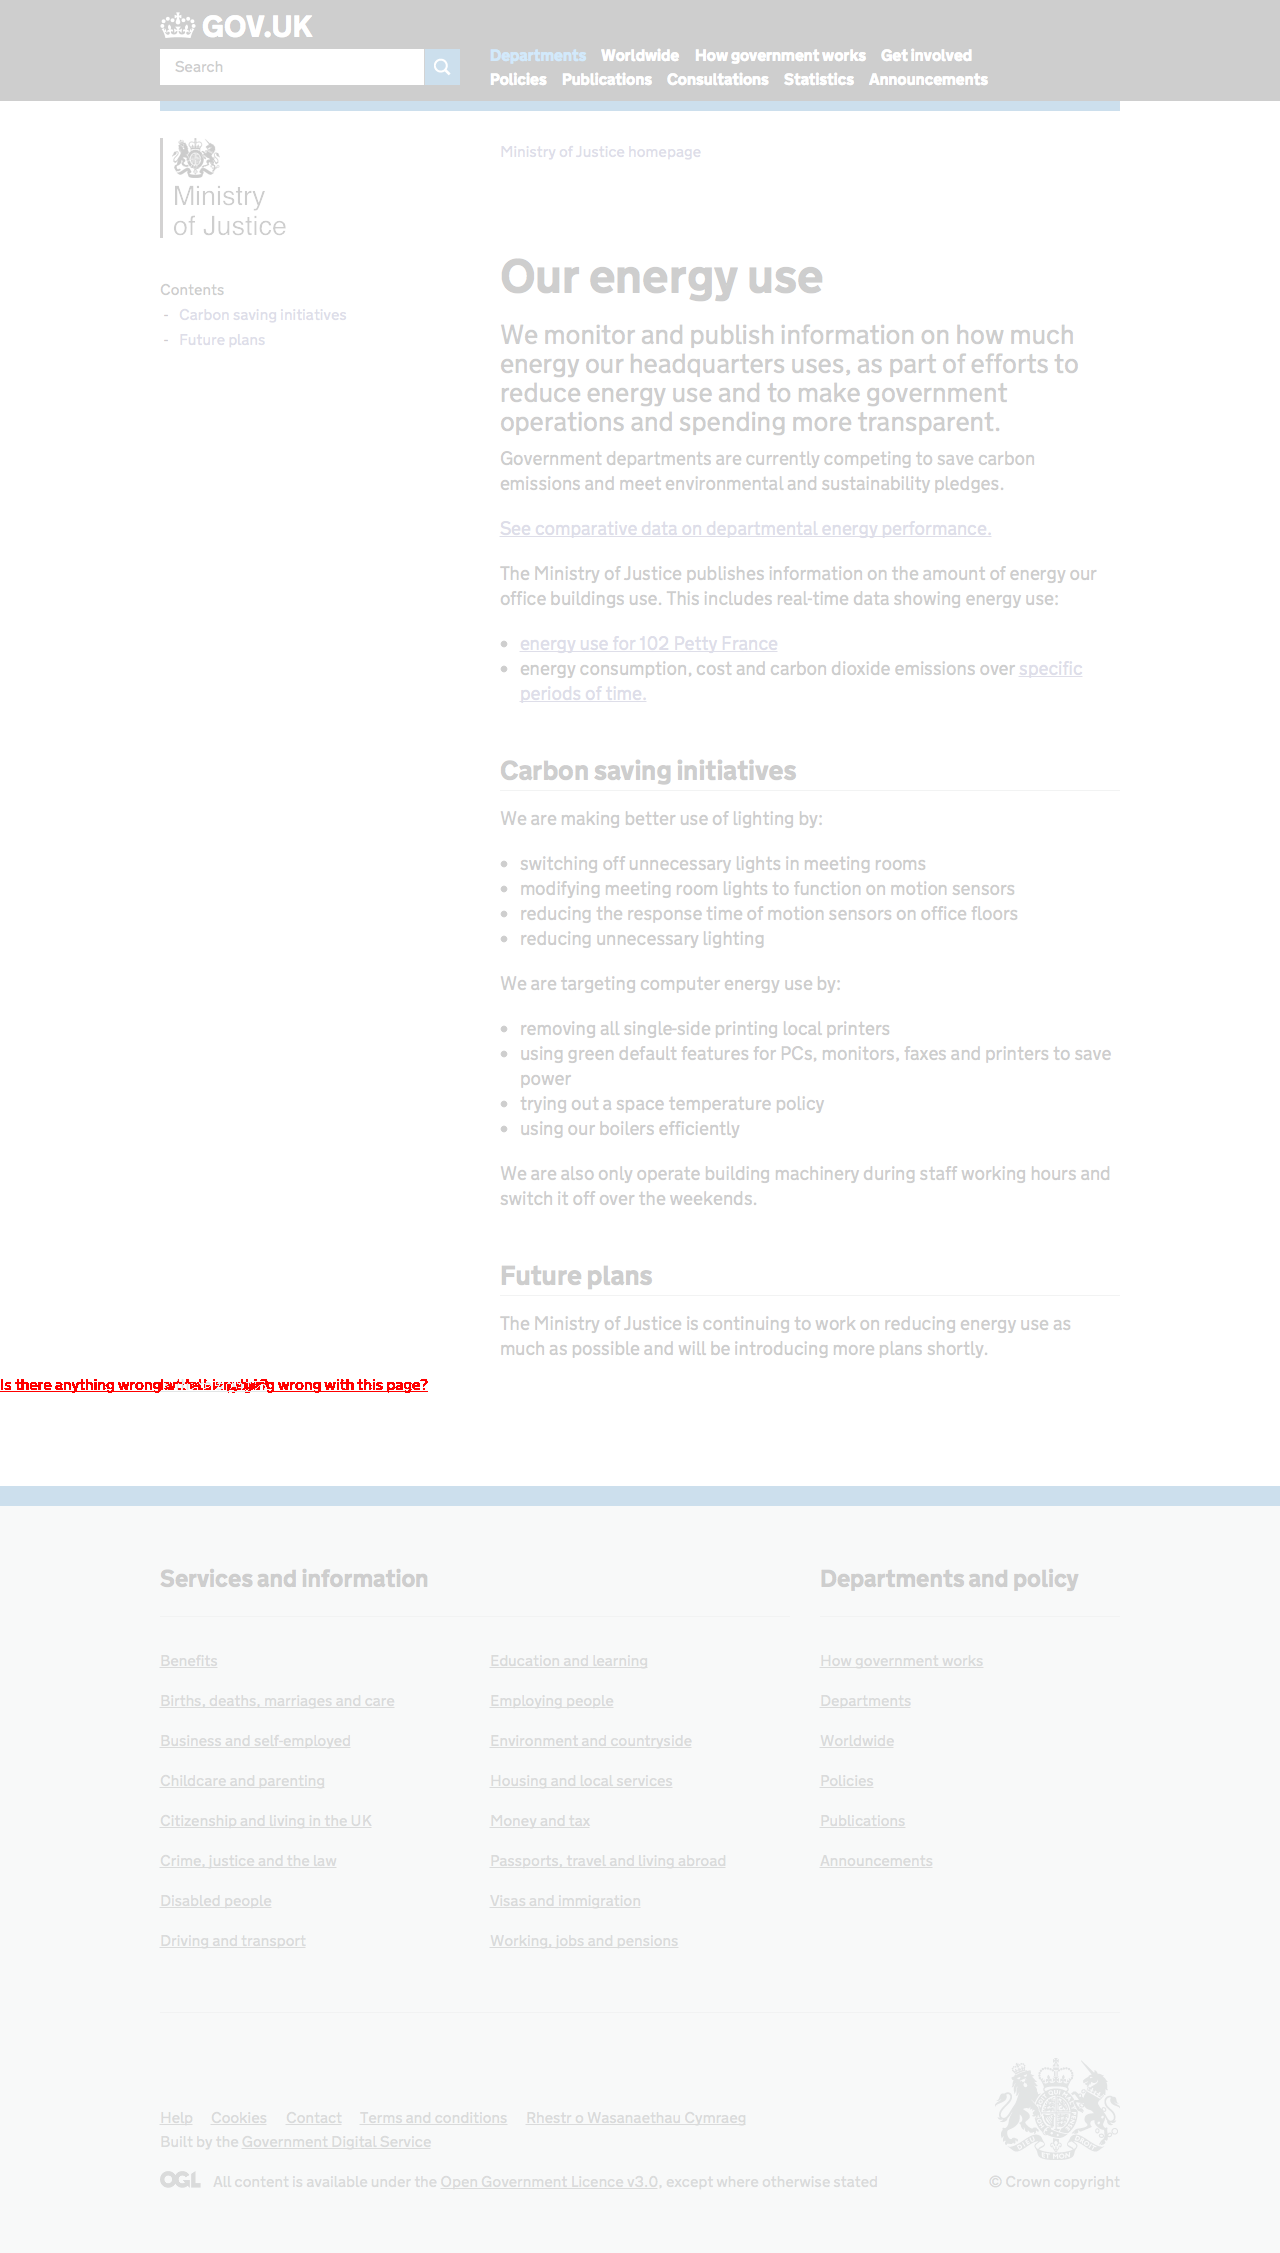 GOV.UK
Search
Departments Worldwide How government works Get involved
Policies Publications Consultations Statistics Announcements
Ministry
of Justice
Ministry of Justice homepage
Contents
- Carbon saving initiatives
- Future plans
Our energy use
We monitor and publish information on how much
energy our headquarters uses, as part of efforts to
reduce energy use and to make government
operations and spending more transparent.
Government departments are currently competing to save carbon
emissions and meet environmental and sustainability pledges.
See comparative data on departmental energy performance.
The Ministry of Justice publishes information on the amount of energy our
office buildings use. This includes real-time data showing energy use:
• energy use for 102 Petty France
• energy consumption, cost and carbon dioxide emissions over specific
periods of time.
Carbon saving initiatives
We are making better use of lighting by:
• switching off unnecessary lights in meeting rooms
• modifying meeting room lights to function on motion sensors
• reducing the response time of motion sensors on office floors
• reducing unnecessary lighting
We are targeting computer energy use by:
• removing all single-side printing local printers
• using green default features for PCs, monitors, faxes and printers to save
power
• trying out a space temperature policy
• using our boilers efficiently
We are also only operate building machinery during staff working hours and
switch it off over the weekends.
Future plans
The Ministry of Justice is continuing to work on reducing energy use as
much as possible and will be introducing more plans shortly.
Is there anything wrong wrong with this page?
Services and information
Departments and policy
Benefits
Births, deaths, marriages and care
Business and self-employed
Childcare and parenting
Citizenship and living in the UK
Crime, justice and the law
Disabled people
Driving and transport
Education and learning
Employing people
Environment and countryside
Housing and local services
Money and tax
Passports, travel and living abroad
Visas and immigration
Working, jobs and pensions
How government works
Departments
Worldwide
Policies
Publications
Announcements
Help Cookies Contact Terms and conditions Rhestr o Wasanaethau Cymraeg
Built by the Government Digital Service
OGL All content is available under the Open Government Licence v3.0, except where otherwise stated
© Crown copyright